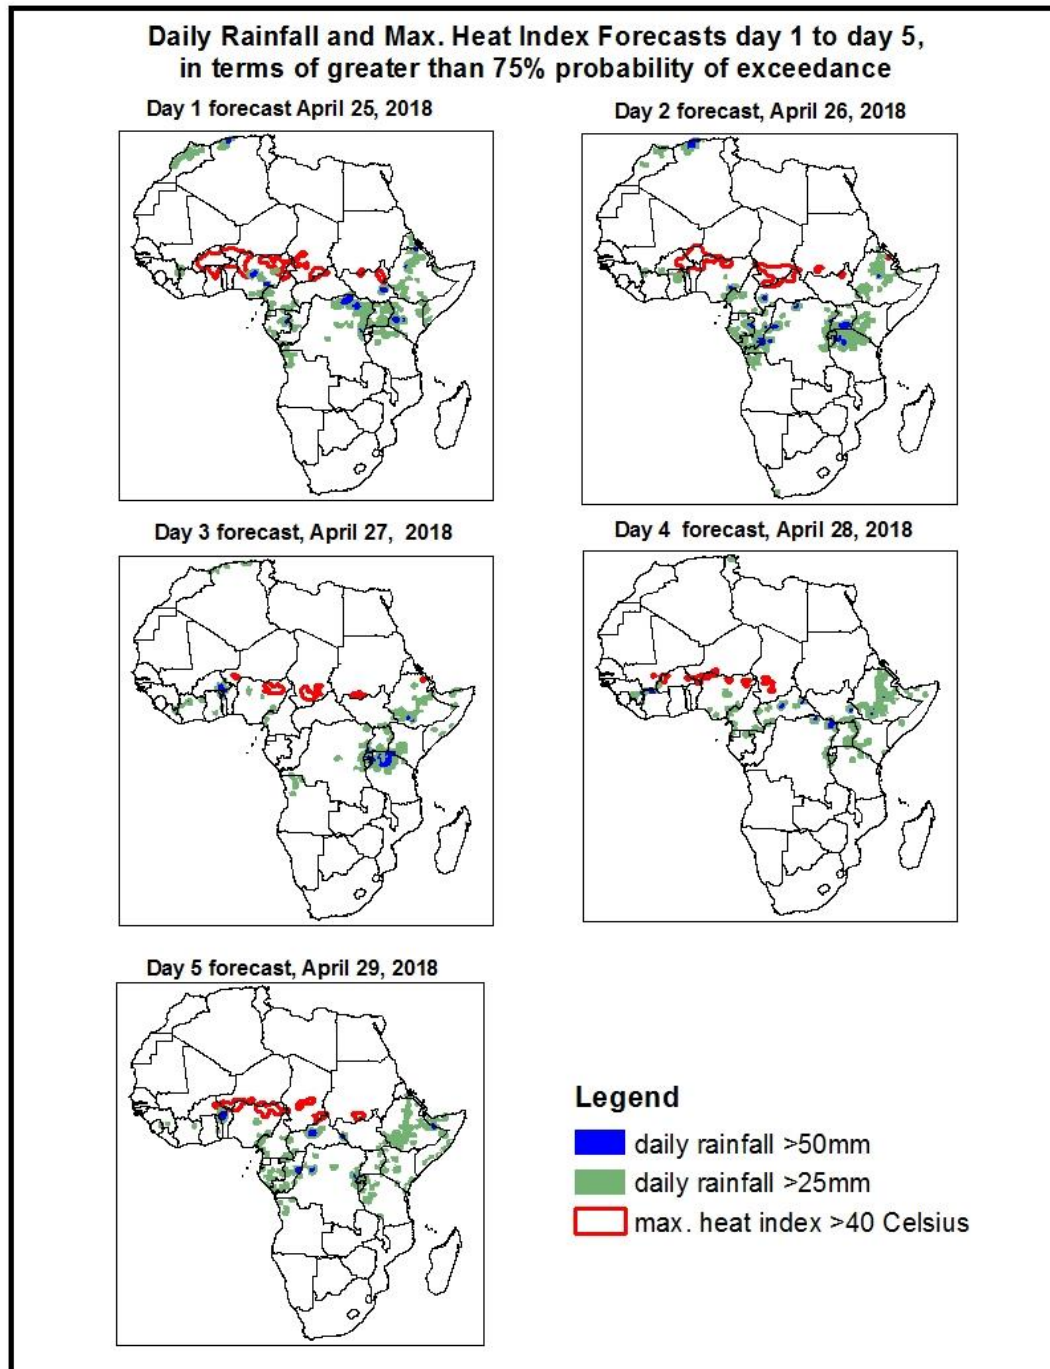 Daily Rainfall and Max. Heat Index Forecasts day 1 to day 5,
in terms of greater than 75% probability of exceedance
Day 1 forecast April 25, 2018
Day 2 forecast, April 26, 2018
Day 3 forecast, April 27, 2018
Day 4 forecast, April 28, 2018
Day 5 forecast, April 29, 2018
Legend
daily rainfall >50mm
daily rainfall >25mm
max. heat index >40 Celsius